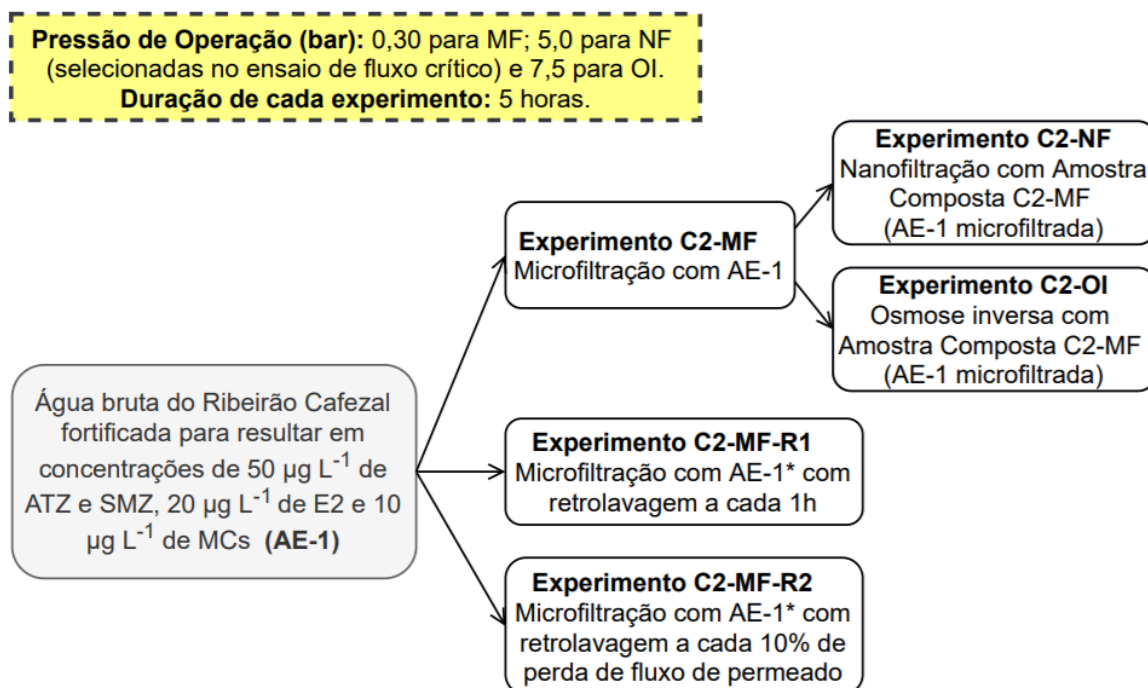 Pressão de Operação (bar): 0,30 para MF; 5,0 para NF
(selecionadas no ensaio de fluxo crítico) e 7,5 para OI.
Duração de cada experimento: 5 horas.
Água bruta do Ribeirão Cafezal
fortificada para resultar em
concentrações de 50 µg L⁻¹ de
ATZ e SMZ, 20 µg L⁻¹ de E2 e 10
µg L⁻¹ de MCs (AE-1)
Experimento C2-MF
Microfiltração com AE-1
Experimento C2-NF
Nanofiltração com Amostra
Composta C2-MF
(AE-1 microfiltrada)
Experimento C2-OI
Osmose inversa com
Amostra Composta C2-MF
(AE-1 microfiltrada)
Experimento C2-MF-R1
Microfiltração com AE-1* com
retrolavagem a cada 1h
Experimento C2-MF-R2
Microfiltração com AE-1* com
retrolavagem a cada 10% de
perda de fluxo de permeado